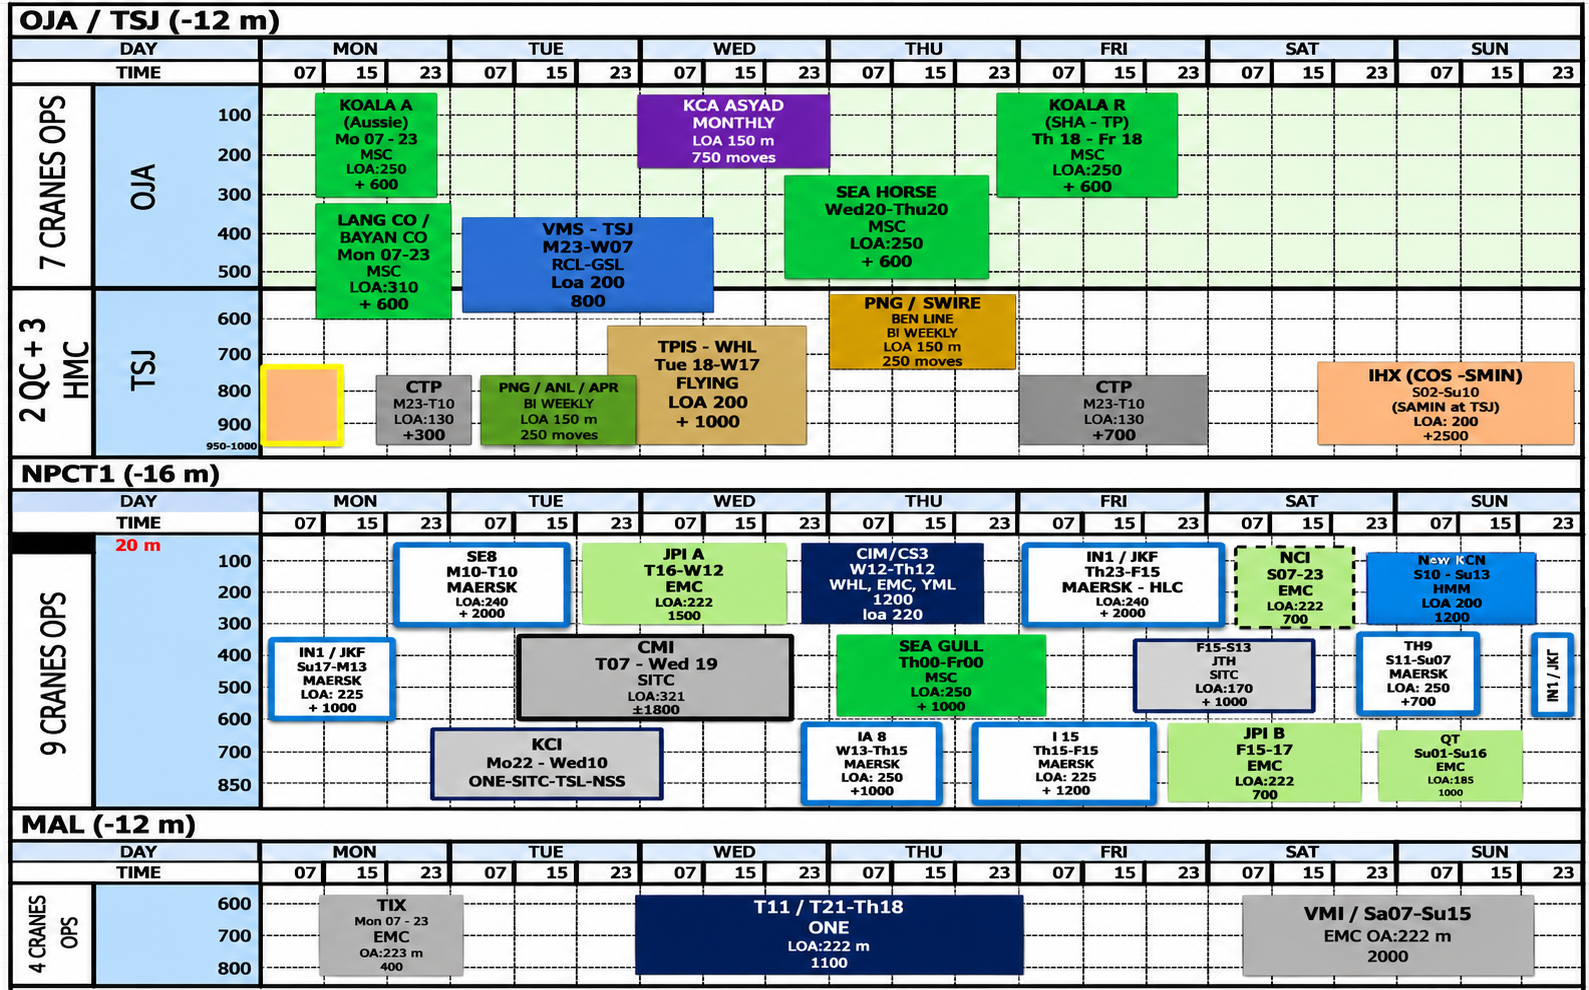 OJA / TSJ (-12 m)
DAY MON TUE WED THU FRI SAT SUN
TIME 07 15 23 07 15 23 07 15 23 07 15 23 07 15 23 07 15 23 07 15 23
7 CRANES OPS
OJA
100
200
300
400
500
KOALA A
(Aussie)
Mo 07 - 23
MSC
LOA:250
+ 600
LANG CO /
BAYAN CO
Mon 07-23
MSC
LOA:310
+ 600
VMS - TSJ
M23-W07
RCL-GSL
Loa 200
800
KCA ASYAD
MONTHLY
LOA 150 m
750 moves
SEA HORSE
Wed20-Thu20
MSC
LOA:250
+ 600
KOALA R
(SHA - TP)
Th 18 - Fr 18
MSC
LOA:250
+ 600
2 QC + 3
HMC
TSJ
600
700
800
900
950-1000
CTP
M23-T10
LOA:130
+300
PNG / ANL / APR
BI WEEKLY
LOA 150 m
250 moves
TPIS - WHL
Tue 18-W17
FLYING
LOA 200
+ 1000
PNG / SWIRE
BEN LINE
BI WEEKLY
LOA 150 m
250 moves
CTP
M23-T10
LOA:130
+700
IHX (COS -SMIN)
S02-Su10
(SAMIN at TSJ)
LOA: 200
+2500
NPCT1 (-16 m)
DAY MON TUE WED THU FRI SAT SUN
TIME 07 15 23 07 15 23 07 15 23 07 15 23 07 15 23 07 15 23 07 15 23
20 m
9 CRANES OPS
100
200
300
400
500
600
700
850
SE8
M10-T10
MAERSK
LOA:240
+ 2000
JPI A
T16-W12
EMC
LOA:222
1500
CIM/CS3
W12-Th12
WHL, EMC, YML
1200
loa 220
IN1 / JKF
Th23-F15
MAERSK - HLC
LOA:240
+ 2000
NCI
S07-23
EMC
LOA:222
700
New KCN
S10 - Su13
HMM
LOA 200
1200
IN1 / JKF
Su17-M13
MAERSK
LOA: 225
+ 1000
CMI
T07 - Wed 19
SITC
LOA:321
±1800
SEA GULL
Th00-Fr00
MSC
LOA:250
+ 1000
F15-S13
JTH
SITC
LOA:170
+ 1000
TH9
S11-Su07
MAERSK
LOA: 250
+700
IN1 / JKF
KCI
Mo22 - Wed10
ONE-SITC-TSL-NSS
IA 8
W13-Th15
MAERSK
LOA: 250
+1000
I 15
Th15-F15
MAERSK
LOA: 225
+ 1200
JPI B
F15-17
EMC
LOA:222
700
QT
Su01-Su16
EMC
LOA:185
1000
MAL (-12 m)
DAY MON TUE WED THU FRI SAT SUN
TIME 07 15 23 07 15 23 07 15 23 07 15 23 07 15 23 07 15 23 07 15 23
4 CRANES
OPS
600
700
800
TIX
Mon 07 - 23
EMC
OA:223 m
400
T11 / T21-Th18
ONE
LOA:222 m
1100
VMI / Sa07-Su15
EMC OA:222 m
2000